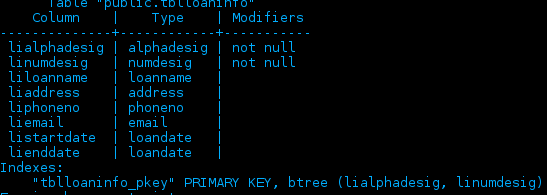 Table "public.tblloaninfo"
Column | Type | Modifiers
--------------+-----------+-----------
lialphadesig | alphadesig | not null
linumdesig | numdesig | not null
liloanname | loanname |
liaddress | address |
liphoneno | phoneno |
liemail | email |
listartdate | loandate |
lienddate | loandate |
Indexes:
"tblloaninfo_pkey" PRIMARY KEY, btree (lialphadesig, linumdesig)